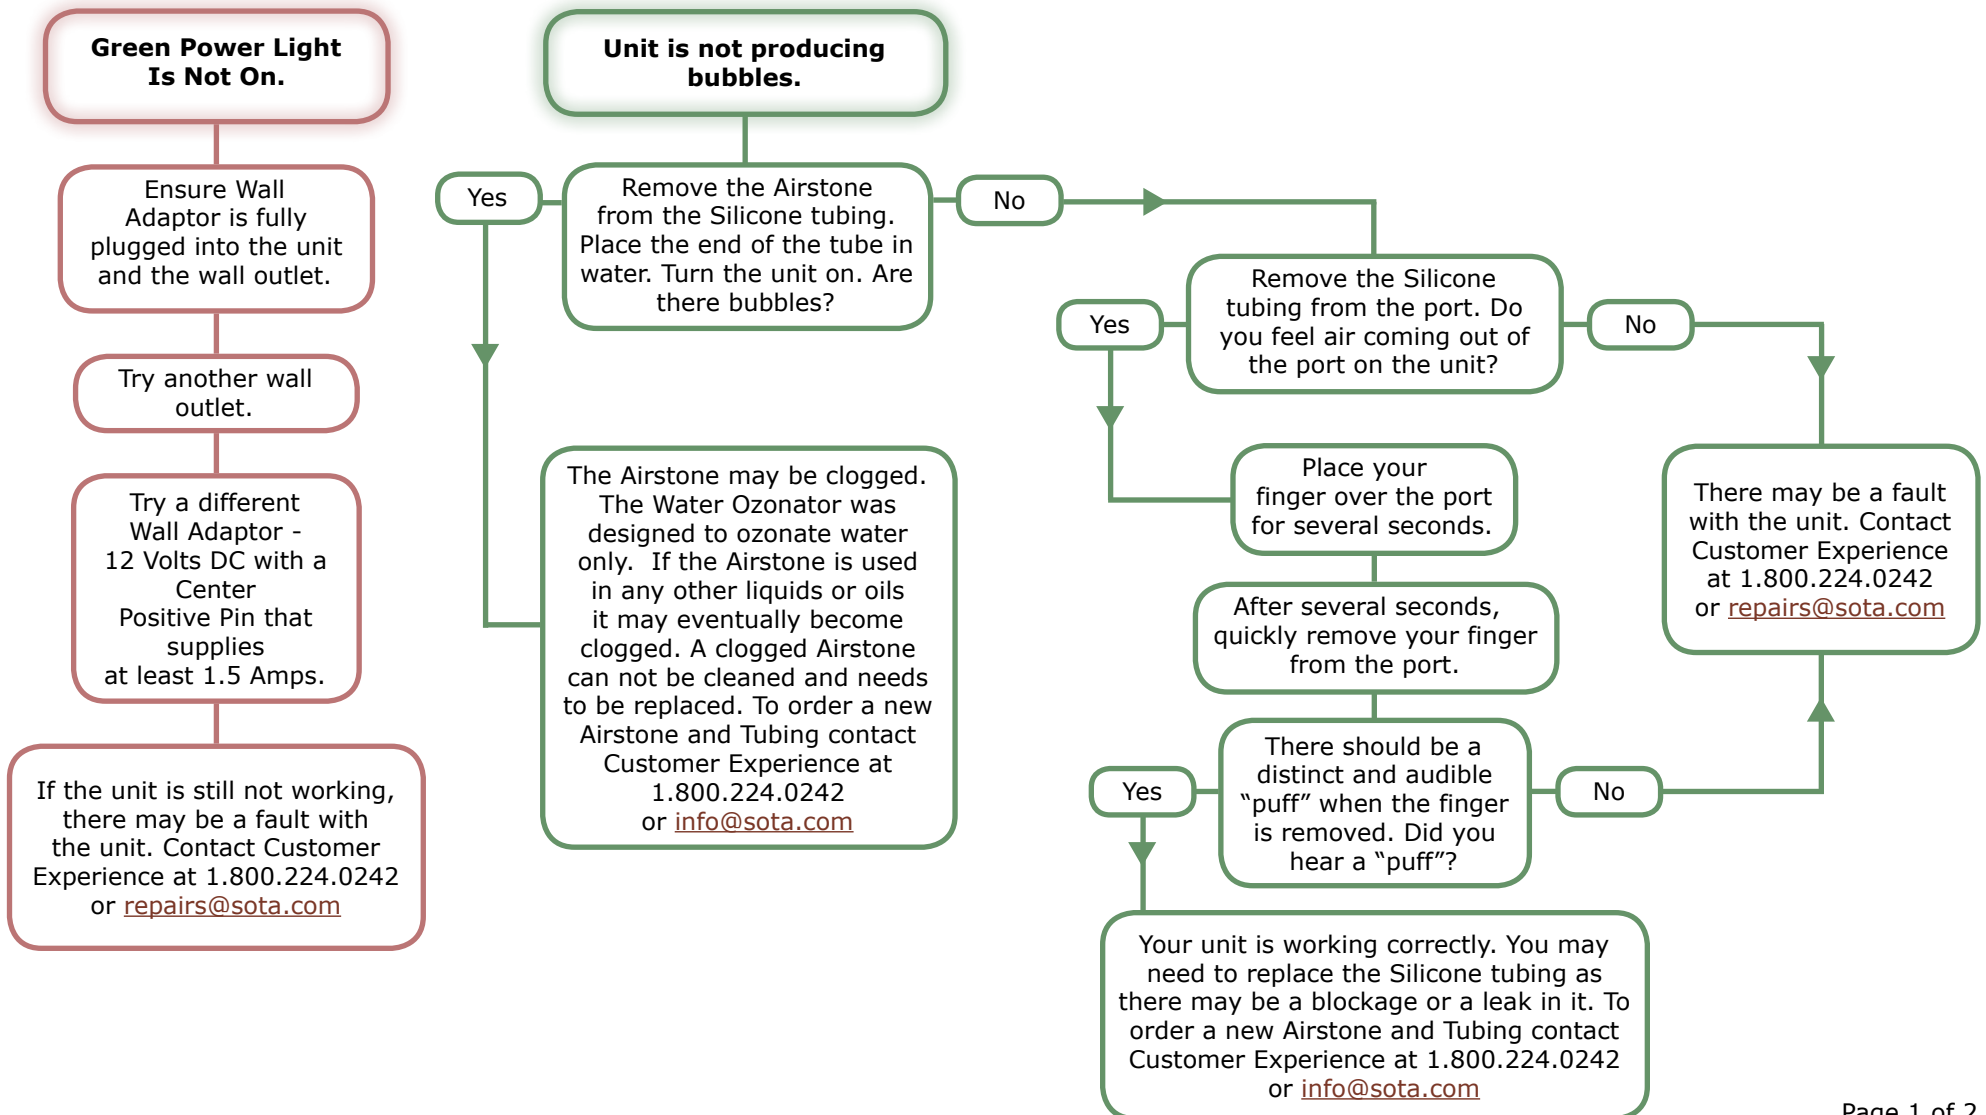 Green Power Light
Is Not On.
Ensure Wall
Adaptor is fully
plugged into the unit
and the wall outlet.
Try another wall
outlet.
Try a different
Wall Adaptor -
12 Volts DC with a
Center
Positive Pin that
supplies
at least 1.5 Amps.
If the unit is still not working,
there may be a fault with
the unit. Contact Customer
Experience at 1.800.224.0242
or repairs@sota.com
Unit is not producing
bubbles.
Remove the Airstone
from the Silicone tubing.
Place the end of the tube in
water. Turn the unit on. Are
there bubbles?
Yes
No
The Airstone may be clogged.
The Water Ozonator was
designed to ozonate water
only.  If the Airstone is used
in any other liquids or oils
it may eventually become
clogged. A clogged Airstone
can not be cleaned and needs
to be replaced. To order a new
Airstone and Tubing contact
Customer Experience at
1.800.224.0242
or info@sota.com
Remove the Silicone
tubing from the port. Do
you feel air coming out of
the port on the unit?
Yes
No
Place your
finger over the port
for several seconds.
After several seconds,
quickly remove your finger
from the port.
There should be a
distinct and audible
“puff” when the finger
is removed. Did you
hear a “puff”?
Yes
No
There may be a fault
with the unit. Contact
Customer Experience
at 1.800.224.0242
or repairs@sota.com
Your unit is working correctly. You may
need to replace the Silicone tubing as
there may be a blockage or a leak in it. To
order a new Airstone and Tubing contact
Customer Experience at 1.800.224.0242
or info@sota.com
Page 1 of 2